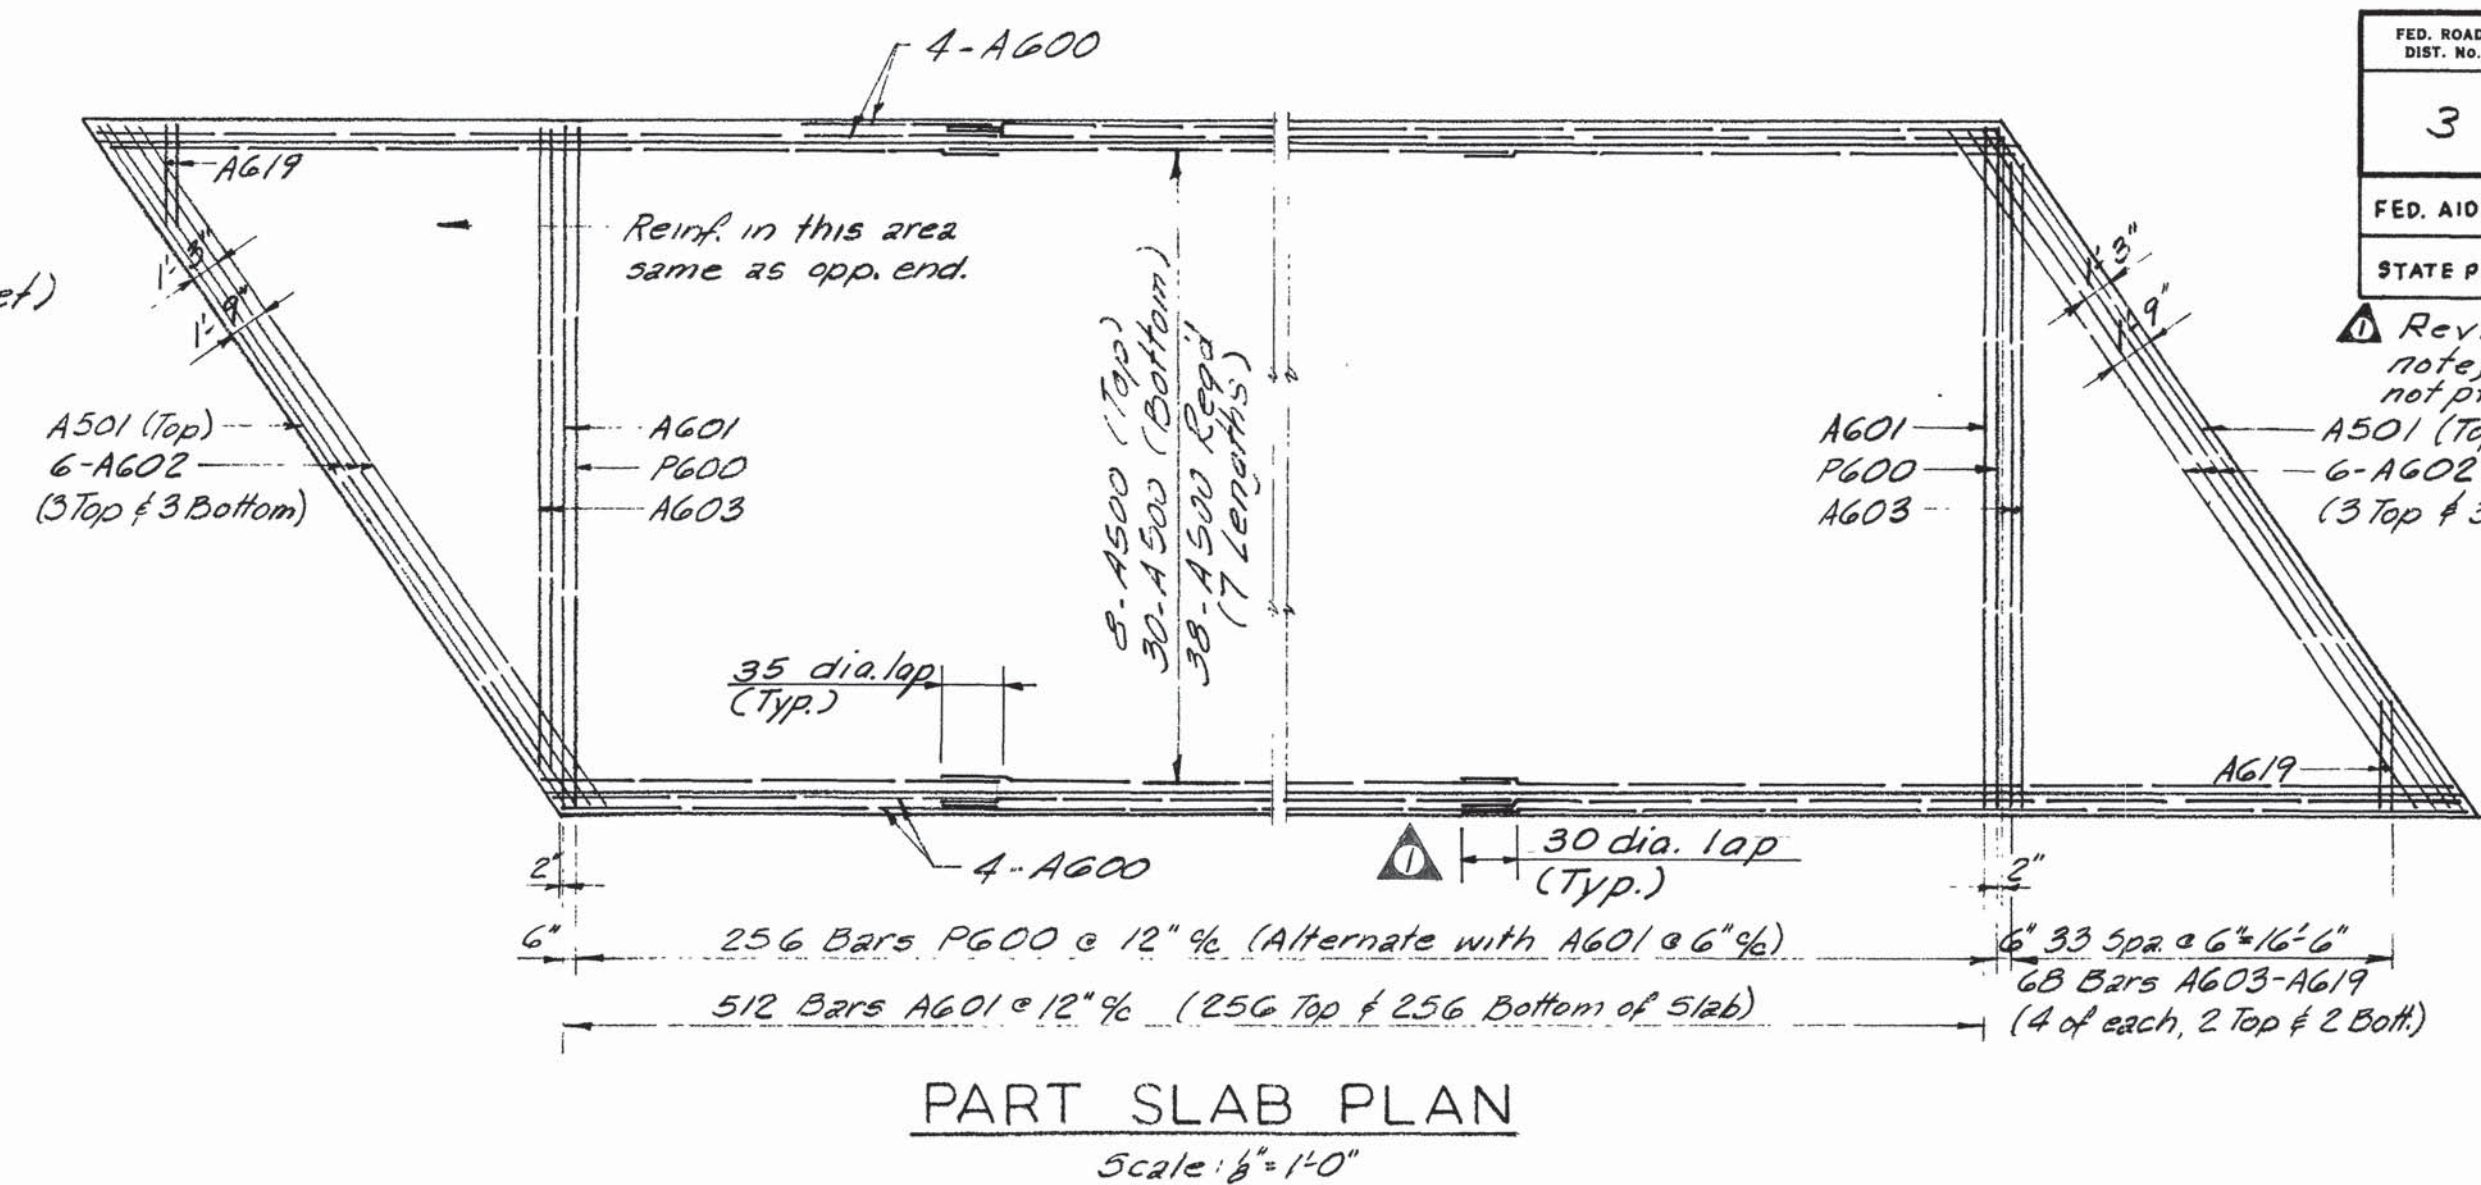 4-A600
FED. ROAD
DIST. No.
3
FED. AID
STATE P
1 Rev.
note,
A619
Reinf. in this area
same as opp. end.
1'-3"
1'-9"
A501 (Top)
6-A602
(3 Top & 3 Bottom)
A601
P600
A603
8-A500 (Top)
30-A500 (Bottom)
38-A500 Req'd
(7 Lengths)
1'-3"
1'-9"
A601
P600
A603
A501 (To
6-A602
(3 Top & 3
35 dia. lap
(Typ.)
A619
4-A600
1
30 dia. lap
(Typ.)
2"
2"
6"
256 Bars P600 @ 12" c/c (Alternate with A601 @ 6" c/c)
6" 33 Spa. @ 6"=16'-6"
68 Bars A603-A619
(4 of each, 2 Top & 2 Bott.)
512 Bars A601 @ 12" c/c (256 Top & 256 Bottom of Slab)
PART SLAB PLAN
Scale: 1/8"=1'-0"